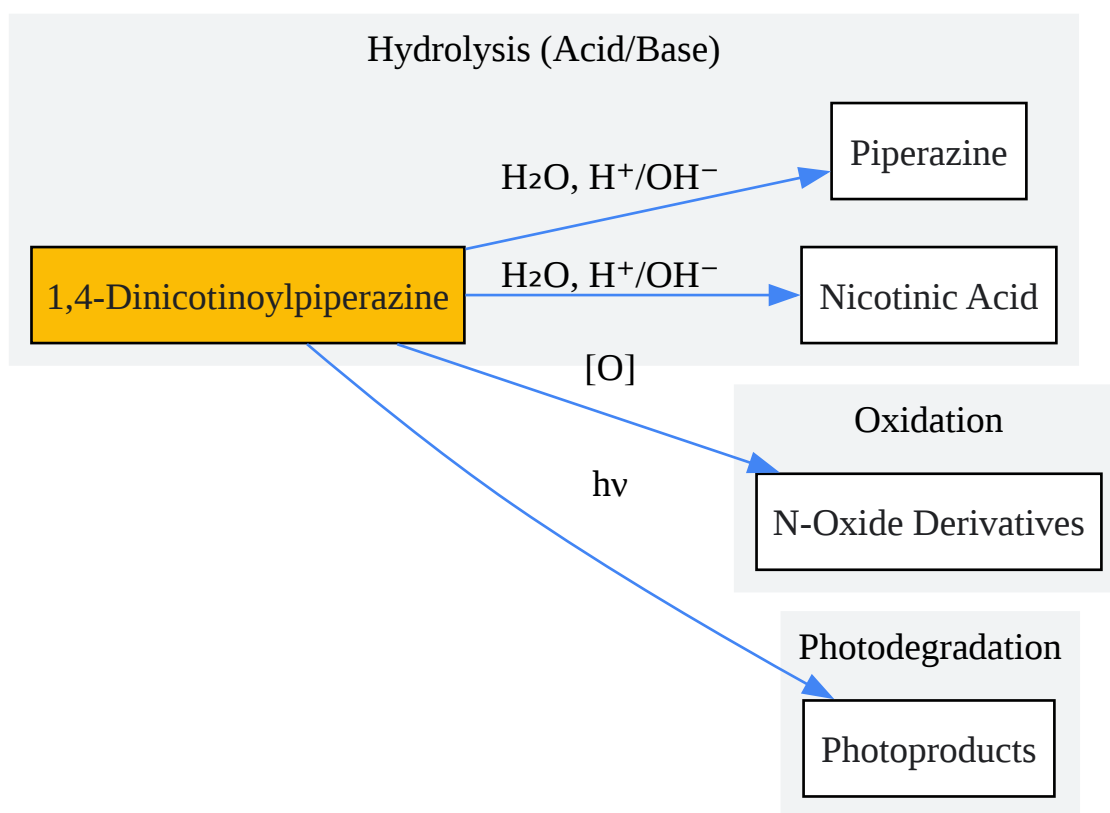 Hydrolysis (Acid/Base)
Piperazine
H₂O, H⁺/OH⁻
1,4-Dinicotinoylpiperazine
H₂O, H⁺/OH⁻
Nicotinic Acid
[O]
Oxidation
hν
N-Oxide Derivatives
Photodegradation
Photoproducts